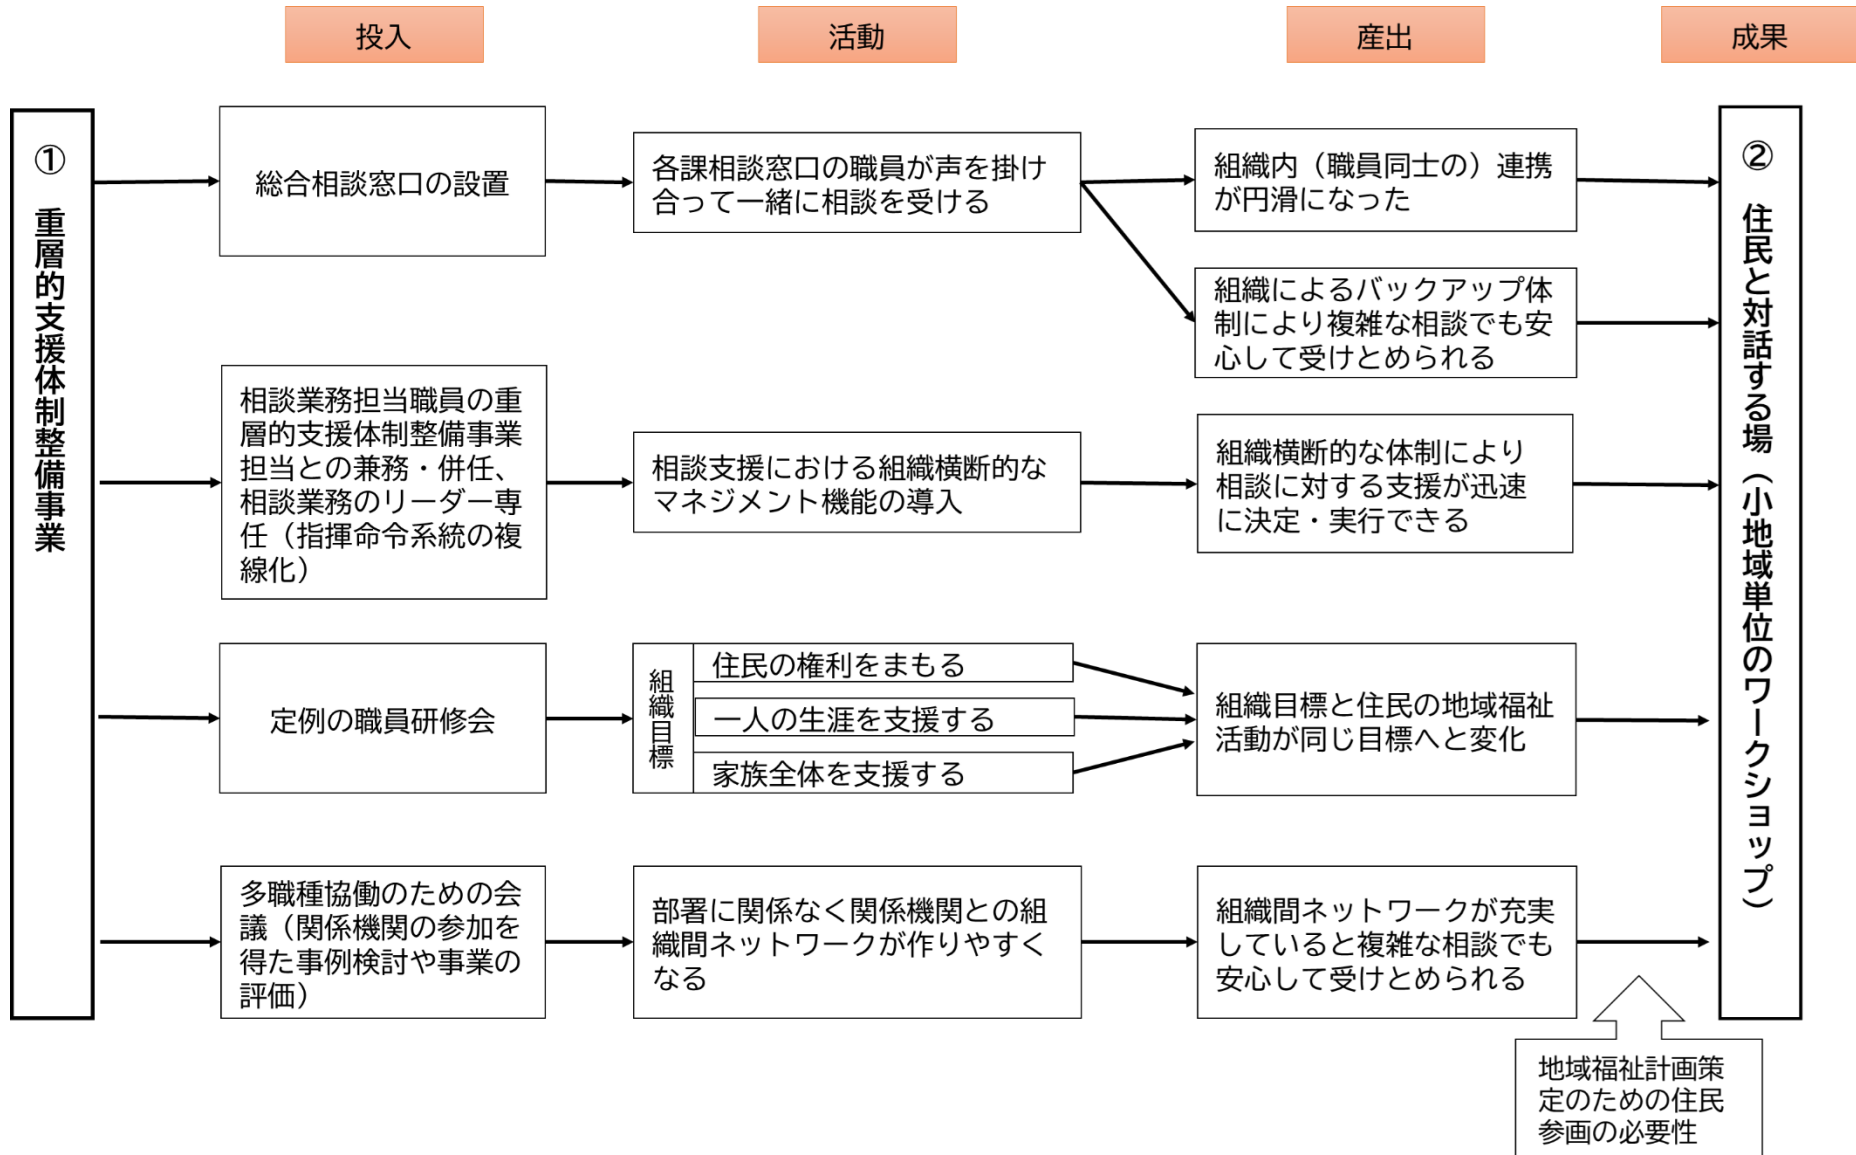 投入
活動
産出
成果
① 重層的支援体制整備事業
総合相談窓口の設置
各課相談窓口の職員が声を掛け
合って一緒に相談を受ける
組織内（職員同士の）連携
が円滑になった
組織によるバックアップ体
制により複雑な相談でも安
心して受けとめられる
相談業務担当職員の重
層的支援体制整備事業
担当との兼務・併任、
相談業務のリーダー専
任（指揮命令系統の複
線化）
相談支援における組織横断的な
マネジメント機能の導入
組織横断的な体制により
相談に対する支援が迅速
に決定・実行できる
定例の職員研修会
組織目標
住民の権利をまもる
一人の生涯を支援する
家族全体を支援する
組織目標と住民の地域福祉
活動が同じ目標へと変化
多職種協働のための会
議（関係機関の参加を
得た事例検討や事業の
評価）
部署に関係なく関係機関との組
織間ネットワークが作りやすく
なる
組織間ネットワークが充実
していると複雑な相談でも
安心して受けとめられる
② 住民と対話する場（小地域単位のワークショップ）
地域福祉計画策
定のための住民
参画の必要性